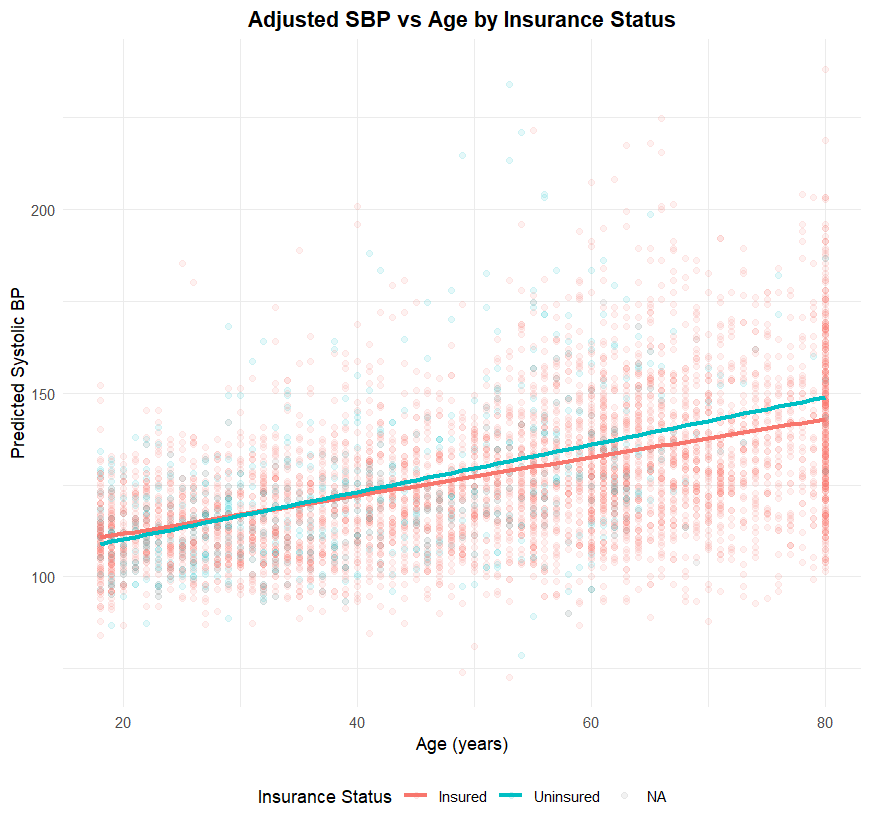 Adjusted SBP vs Age by Insurance Status
Predicted Systolic BP
200
150
100
20 40 60 80
Age (years)
Insurance Status Insured Uninsured NA